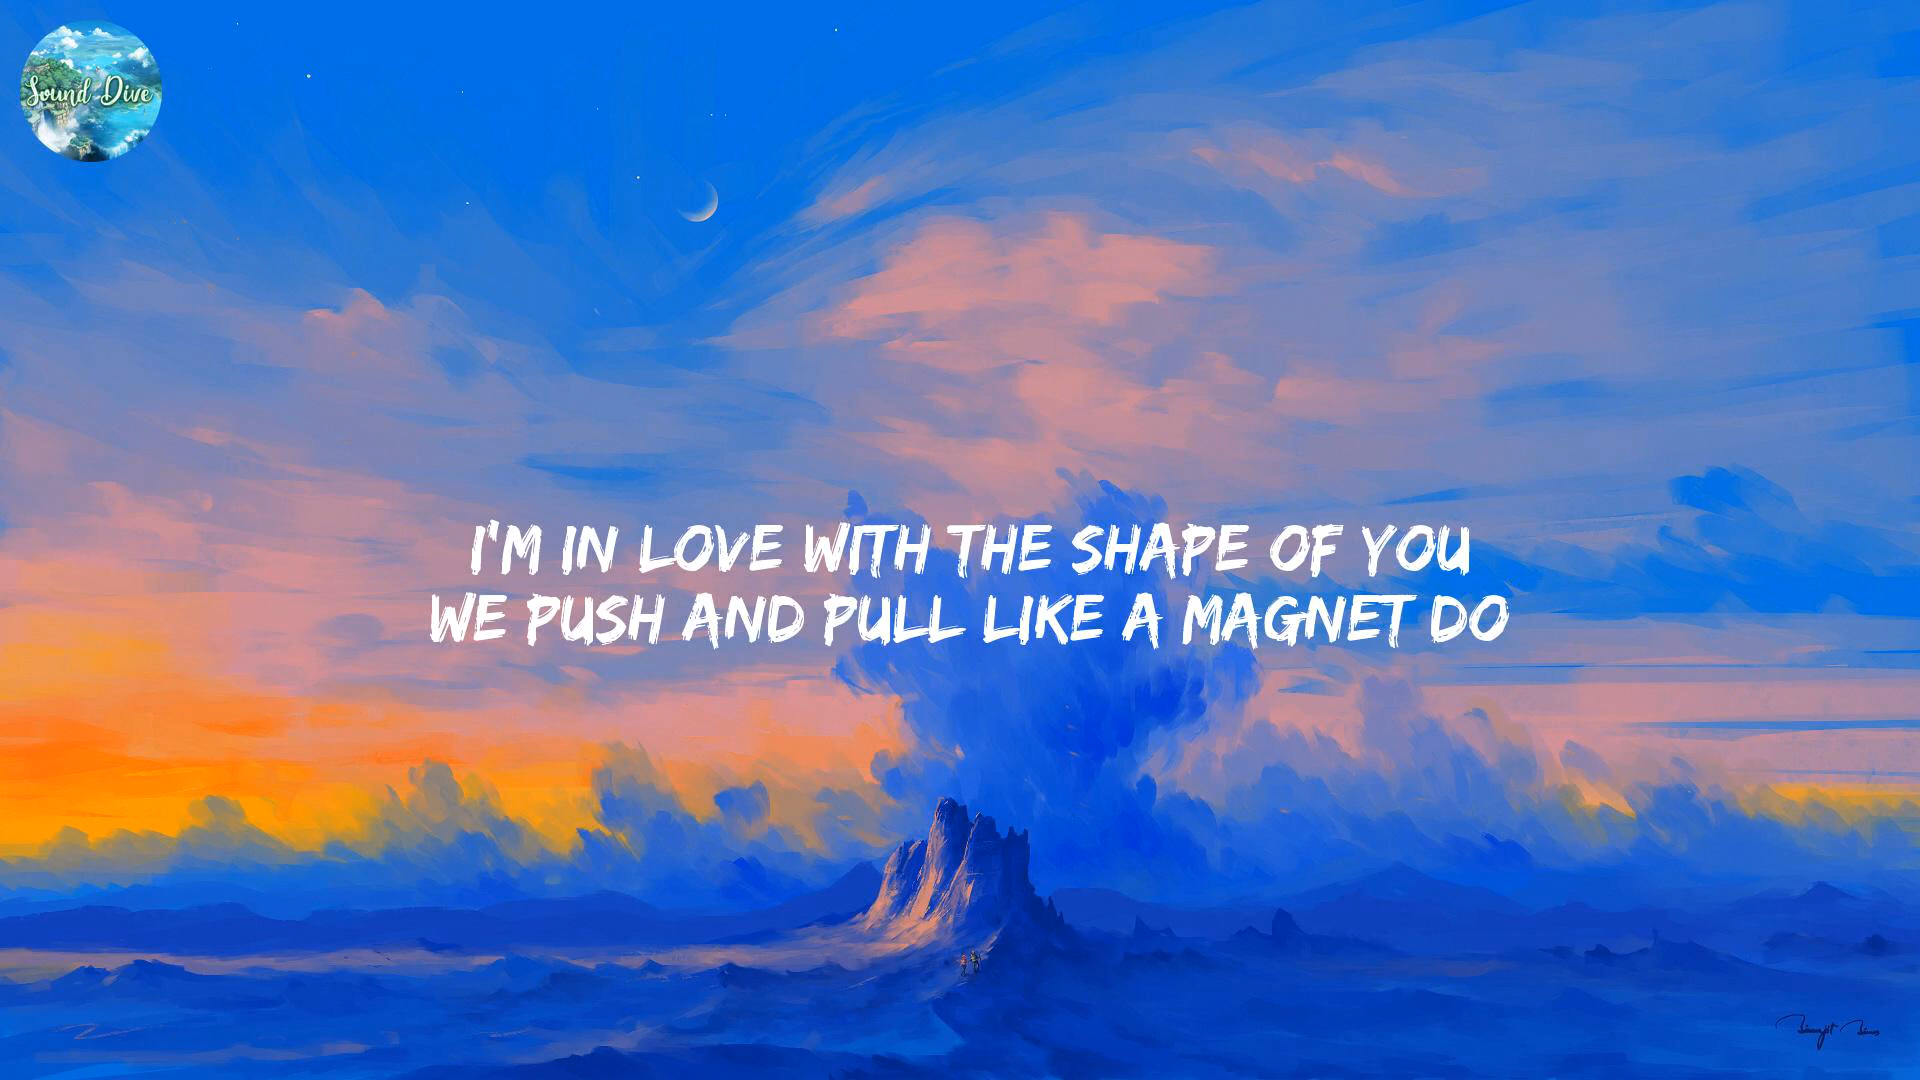 Sound Dive
I'M IN LOVE WITH THE SHAPE OF YOU
WE PUSH AND PULL LIKE A MAGNET DO